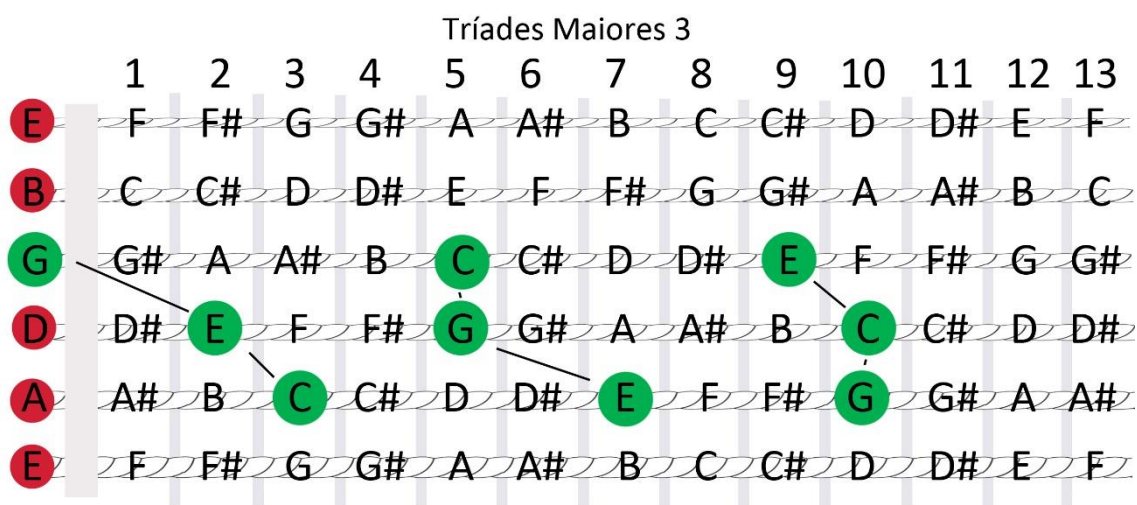 Tríades Maiores 3
1 2 3 4 5 6 7 8 9 10 11 12 13
E F F# G G# A A# B C C# D D# E F
B C C# D D# E F F# G G# A A# B C
G G# A A# B C C# D D# E F F# G G#
D D# E F F# G G# A A# B C C# D D#
A A# B C C# D D# E F F# G G# A A#
E F F# G G# A A# B C C# D D# E F